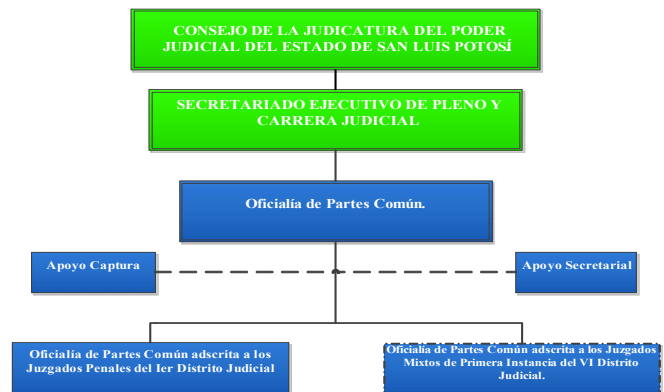 CONSEJO DE LA JUDICATURA DEL PODER
JUDICIAL DEL ESTADO DE SAN LUIS POTOSÍ
SECRETARIADO EJECUTIVO DE PLENO Y
CARRERA JUDICIAL
Oficialía de Partes Común.
Apoyo Captura
Apoyo Secretarial
Oficialía de Partes Común adscrita a los
Juzgados Penales del Ier Distrito Judicial
Oficialía de Partes Común adscrita a los Juzgados
Mixtos de Primera Instancia del VI Distrito
Judicial.